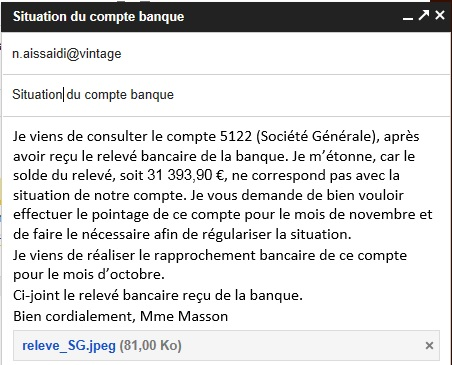 Situation du compte banque
n.aissaidi@vintage
Situation du compte banque
Je viens de consulter le compte 5122 (Société Générale), après
avoir reçu le relevé bancaire de la banque. Je m’étonne, car le
solde du relevé, soit 31 393,90 €, ne correspond pas avec la
situation de notre compte. Je vous demande de bien vouloir
effectuer le pointage de ce compte pour le mois de novembre et
de faire le nécessaire afin de régulariser la situation.
Je viens de réaliser le rapprochement bancaire de ce compte
pour le mois d’octobre.
Ci-joint le relevé bancaire reçu de la banque.
Bien cordialement, Mme Masson
releve_SG.jpeg (81,00 Ko)